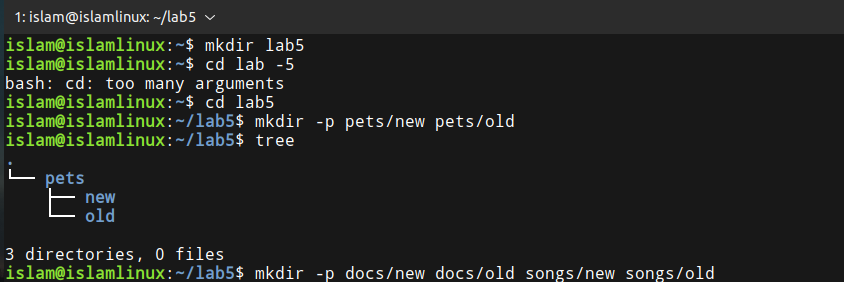 1: islam@islamlinux: ~/lab5
islam@islamlinux:~$ mkdir lab5
islam@islamlinux:~$ cd lab -5
bash: cd: too many arguments
islam@islamlinux:~$ cd lab5
islam@islamlinux:~/lab5$ mkdir -p pets/new pets/old
islam@islamlinux:~/lab5$ tree
.
└── pets
    ├── new
    └── old
3 directories, 0 files
islam@islamlinux:~/lab5$ mkdir -p docs/new docs/old songs/new songs/old